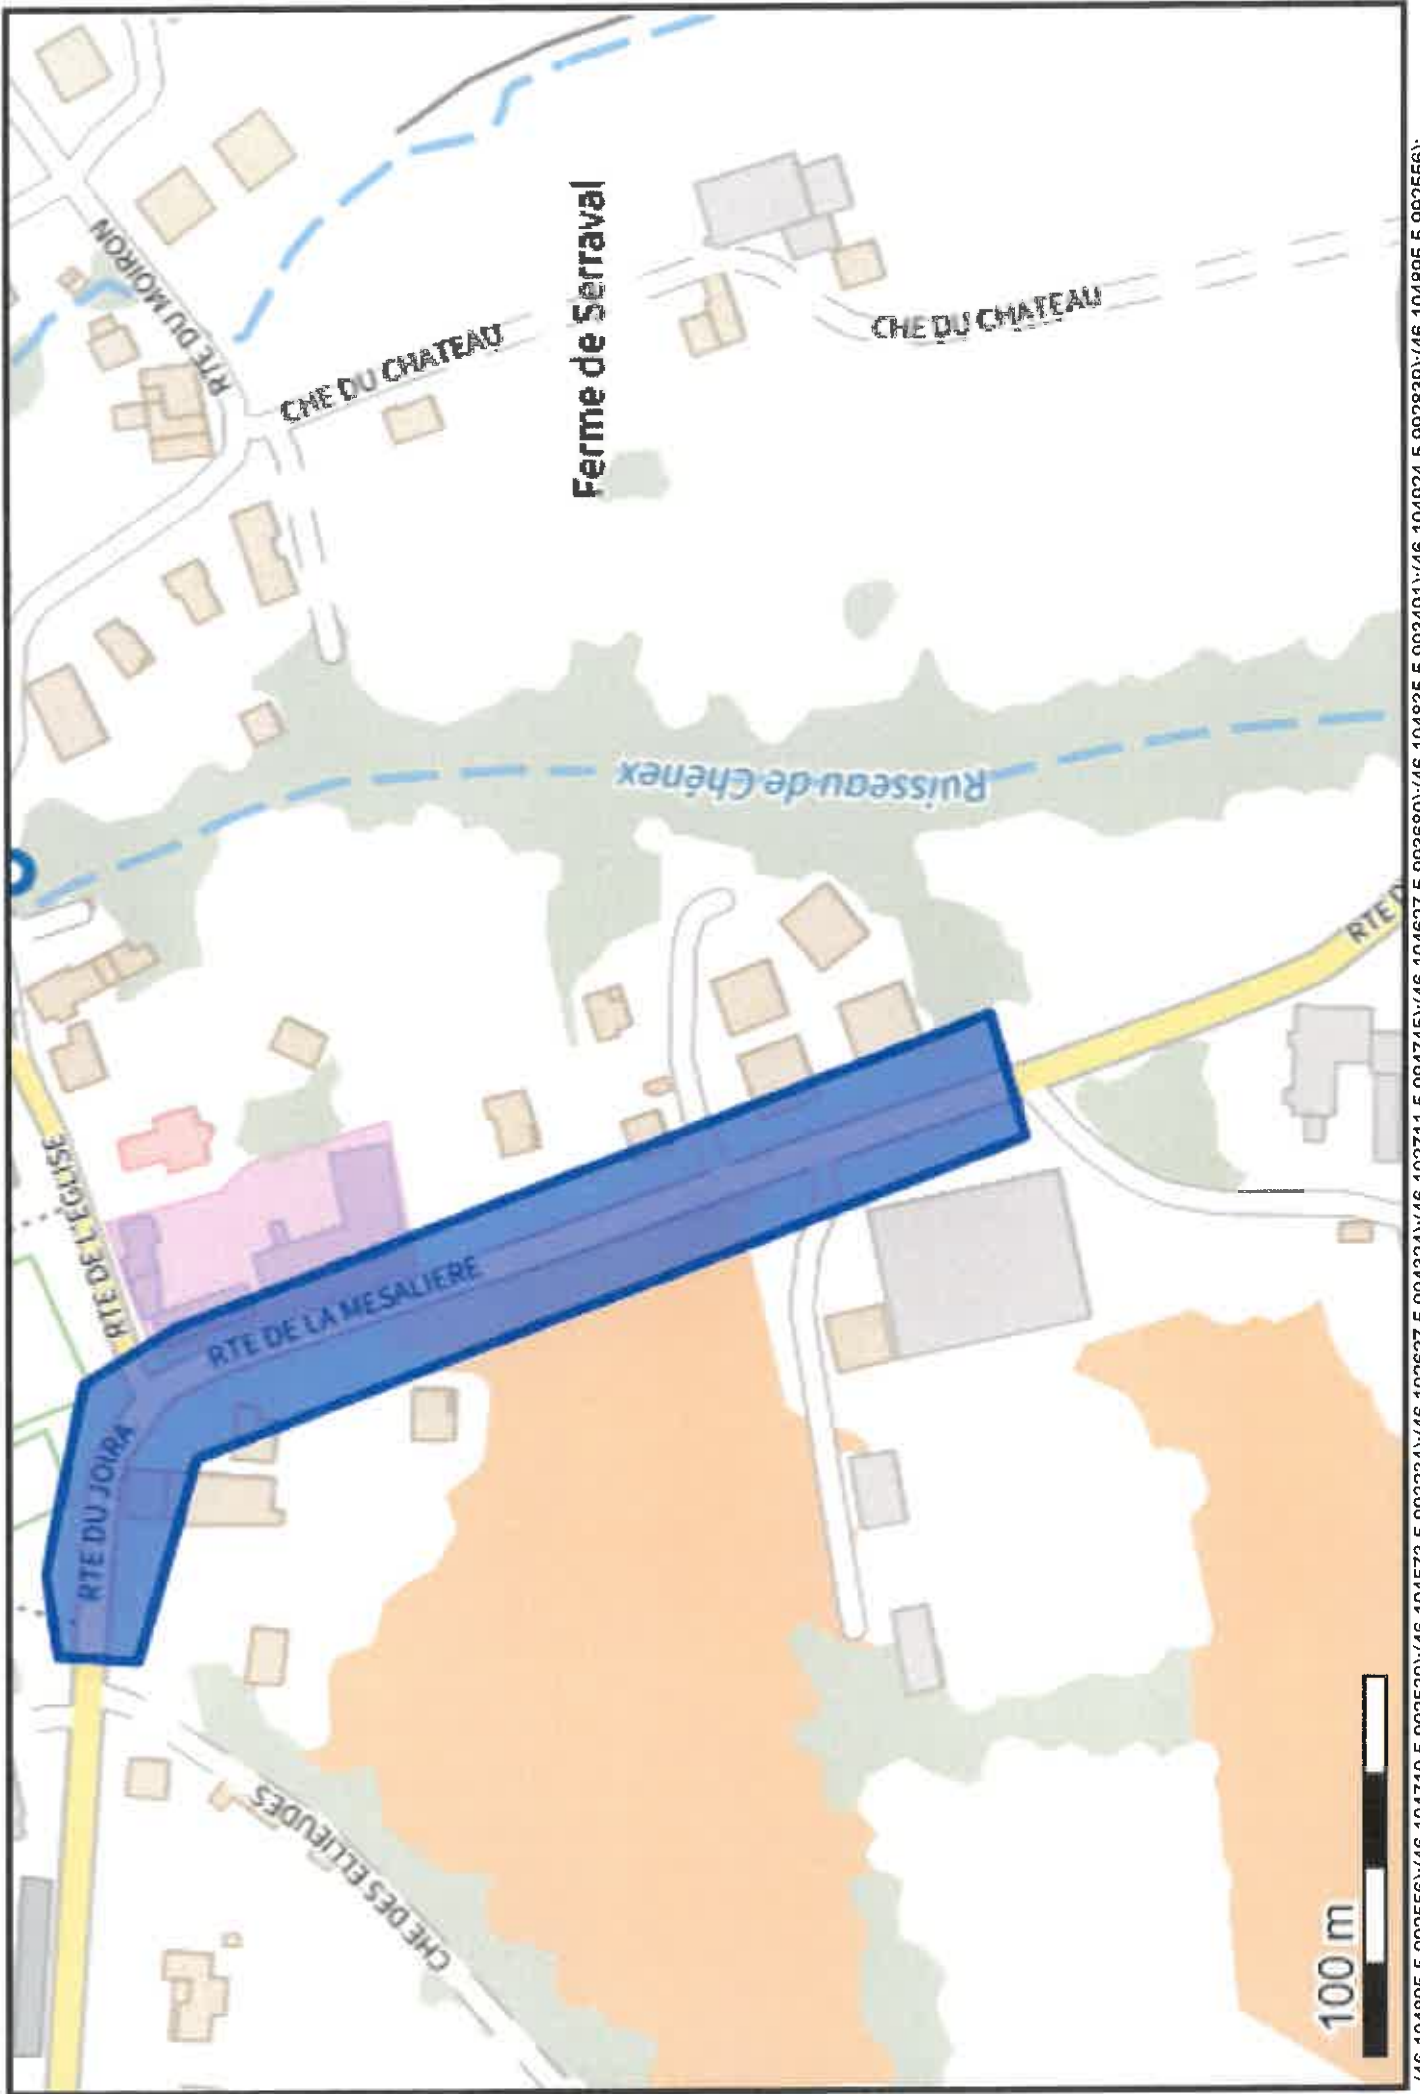 RTE DU MOIRON
CHE DU CHATEAU
Ferme de Serraval
CHE DU CHATEAU
Ruisseau de Chênex
RTE DE L'EGLISE
RTE DE LA MESALIERE
RTE DU JOIRA
RTE D
CHE DES ELLIEUDES
100 m